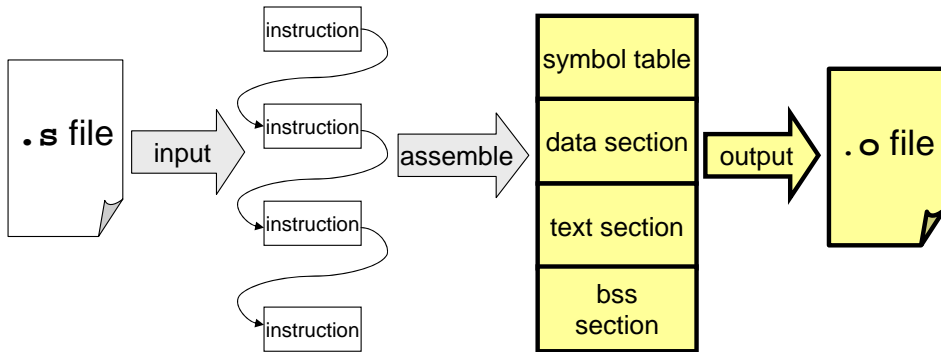 .s file
input
instruction
instruction
instruction
instruction
assemble
symbol table
data section
text section
bss
section
output
.o file